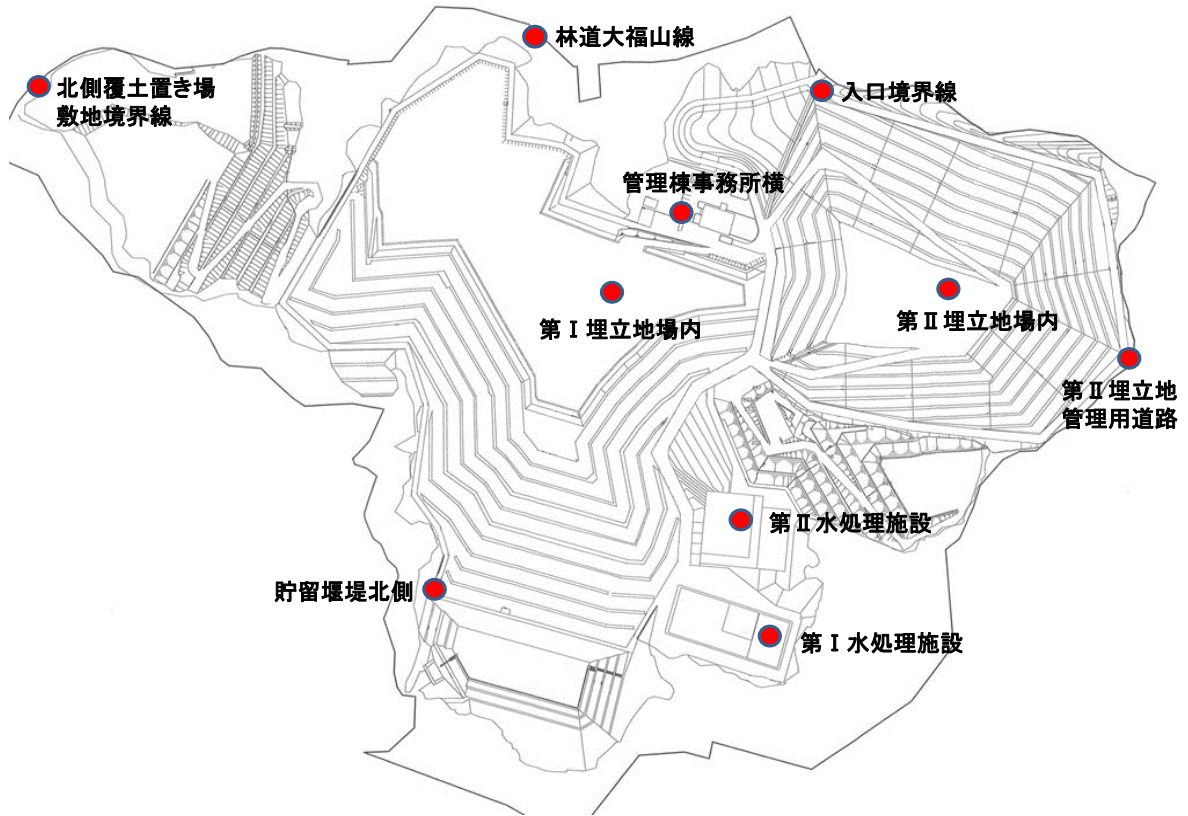 林道大福山線
北側覆土置き場
敷地境界線
入口境界線
管理棟事務所横
第Ⅰ埋立地場内
第Ⅱ埋立地場内
第Ⅱ埋立地
管理用道路
第Ⅱ水処理施設
貯留堰堤北側
第Ⅰ水処理施設